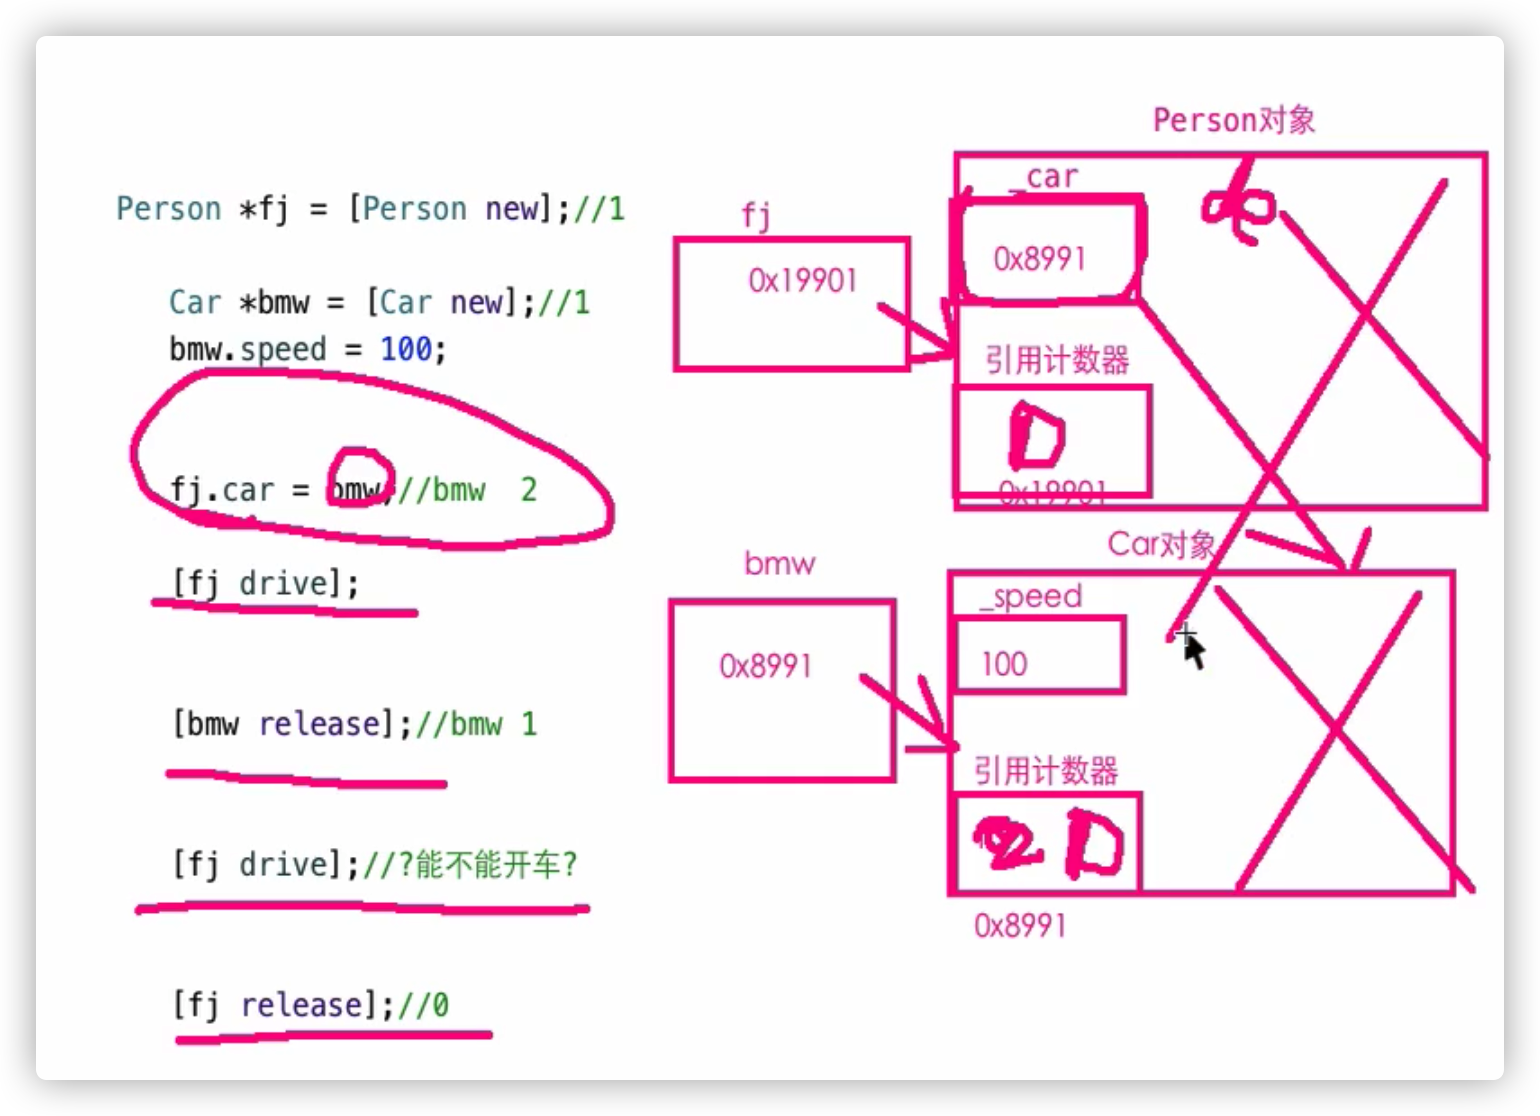 Person *fj = [Person new];//1
Car *bmw = [Car new];//1
bmw.speed = 100;
fj.car = bmw;//bmw  2
[fj drive];
[bmw release];//bmw 1
[fj drive];//?能不能开车?
[fj release];//0
fj
0x19901
Person对象
_car
0x8991
引用计数器
0
0x19901
bmw
0x8991
Car对象
_speed
100
引用计数器
2 0
0x8991